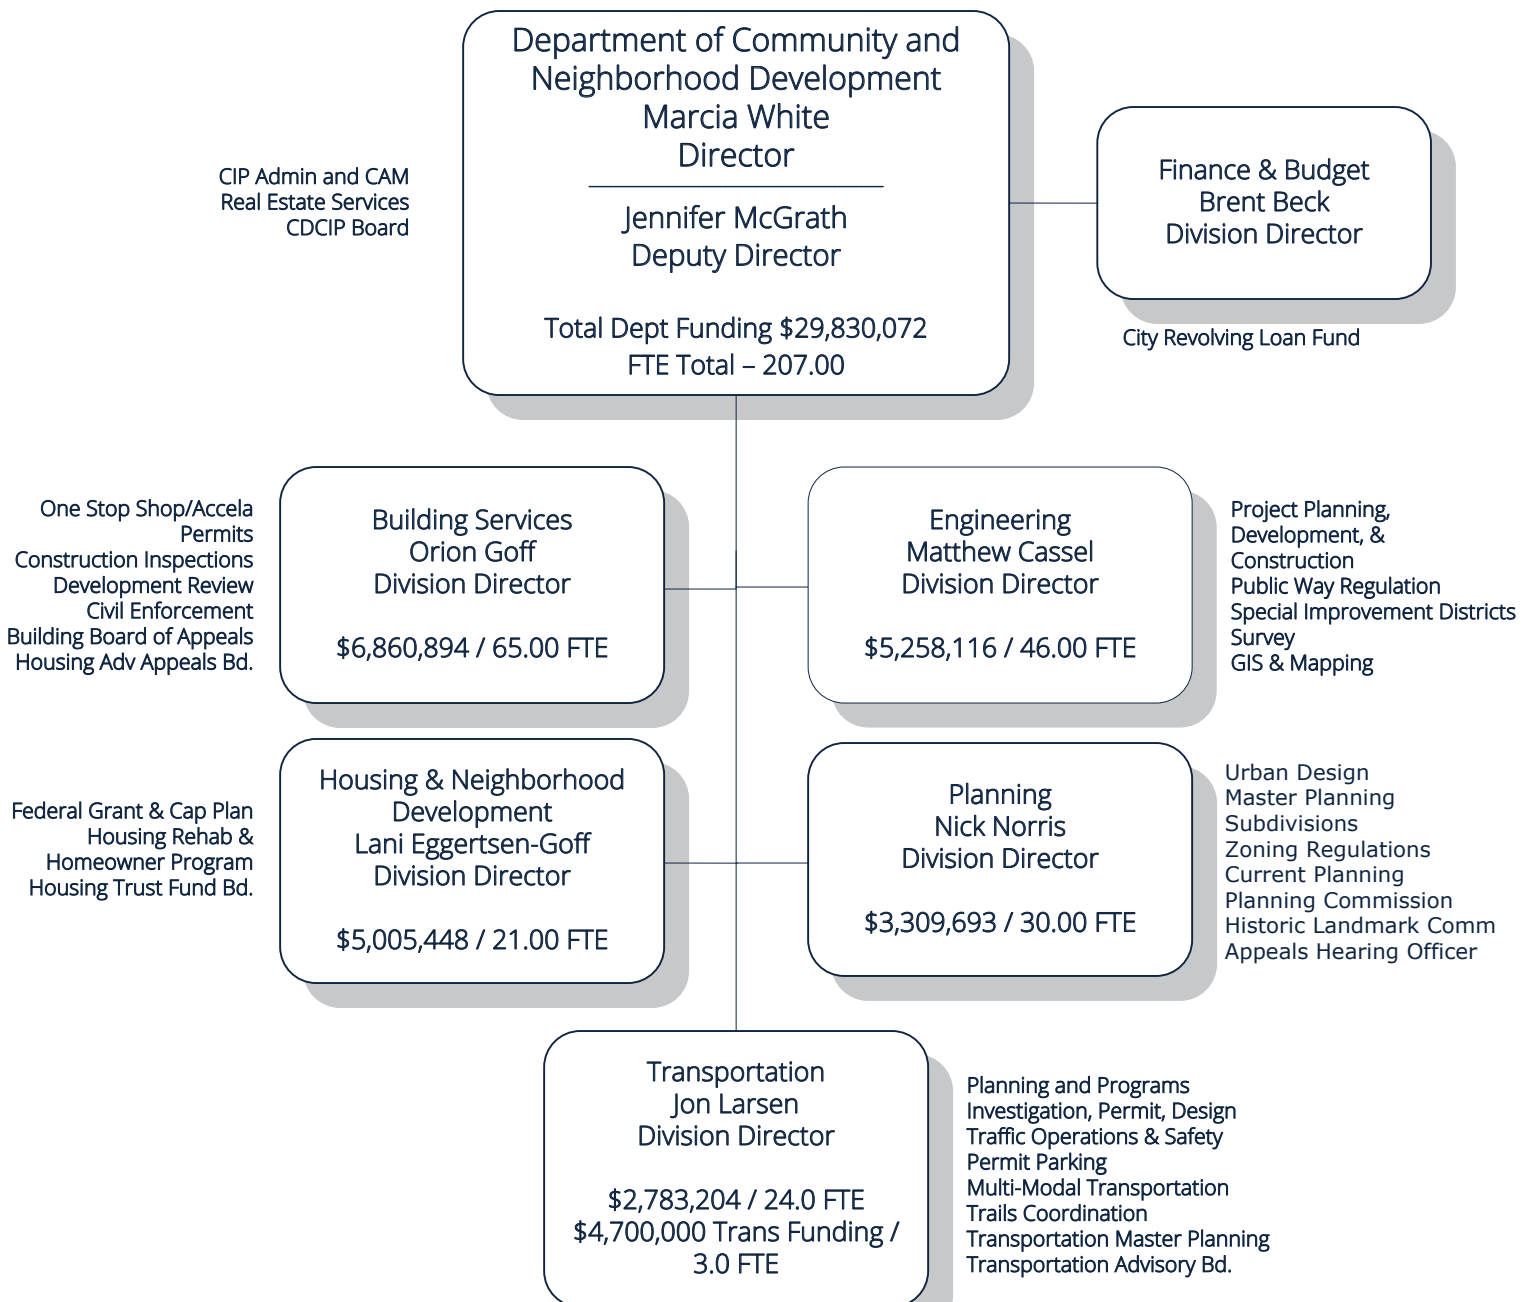 Department of Community and
Neighborhood Development
Marcia White
Director
Jennifer McGrath
Deputy Director
Total Dept Funding $29,830,072
FTE Total – 207.00
CIP Admin and CAM
Real Estate Services
CDCIP Board
Finance & Budget
Brent Beck
Division Director
City Revolving Loan Fund
One Stop Shop/Accela
Permits
Construction Inspections
Development Review
Civil Enforcement
Building Board of Appeals
Housing Adv Appeals Bd.
Building Services
Orion Goff
Division Director
$6,860,894 / 65.00 FTE
Engineering
Matthew Cassel
Division Director
$5,258,116 / 46.00 FTE
Project Planning,
Development, &
Construction
Public Way Regulation
Special Improvement Districts
Survey
GIS & Mapping
Federal Grant & Cap Plan
Housing Rehab &
Homeowner Program
Housing Trust Fund Bd.
Housing & Neighborhood
Development
Lani Eggertsen-Goff
Division Director
$5,005,448 / 21.00 FTE
Planning
Nick Norris
Division Director
$3,309,693 / 30.00 FTE
Urban Design
Master Planning
Subdivisions
Zoning Regulations
Current Planning
Planning Commission
Historic Landmark Comm
Appeals Hearing Officer
Transportation
Jon Larsen
Division Director
$2,783,204 / 24.0 FTE
$4,700,000 Trans Funding /
3.0 FTE
Planning and Programs
Investigation, Permit, Design
Traffic Operations & Safety
Permit Parking
Multi-Modal Transportation
Trails Coordination
Transportation Master Planning
Transportation Advisory Bd.